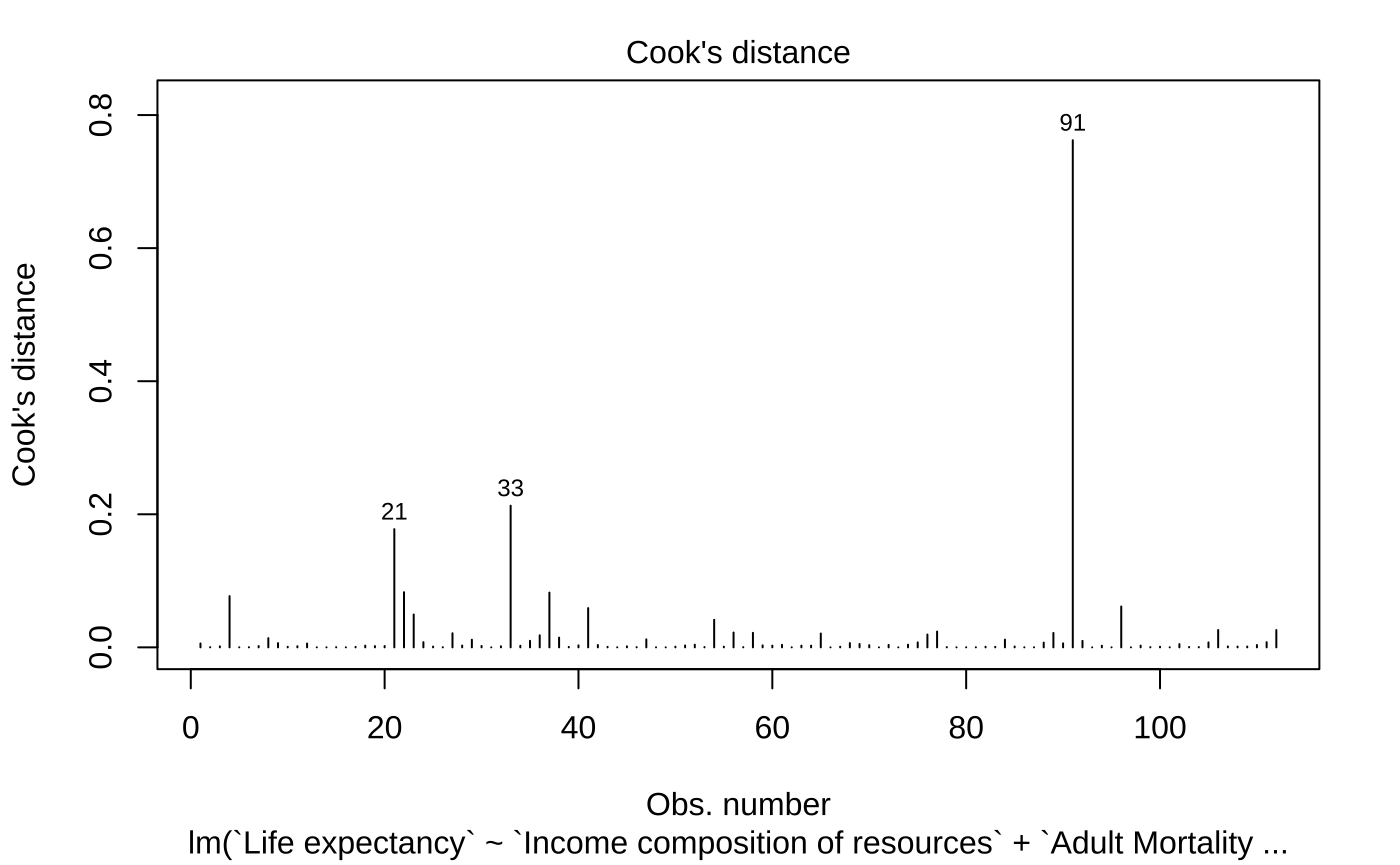 Cook's distance
Cook's distance
0.8
0.6
0.4
0.2
0.0
91
33
21
0 20 40 60 80 100
Obs. number
lm(`Life expectancy` ~ `Income composition of resources` + `Adult Mortality ...